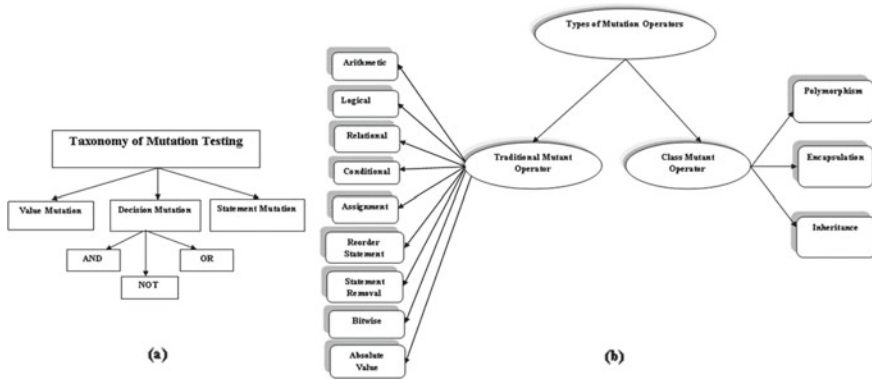 Taxonomy of Mutation Testing
Value Mutation
Decision Mutation
Statement Mutation
AND
OR
NOT
(a)
Types of Mutation Operators
Arithmetic
Logical
Relational
Conditional
Assignment
Reorder
Statement
Statement
Removal
Bitwise
Absolute
Value
Traditional Mutant
Operator
Class Mutant
Operator
Polymorphism
Encapsulation
Inheritance
(b)